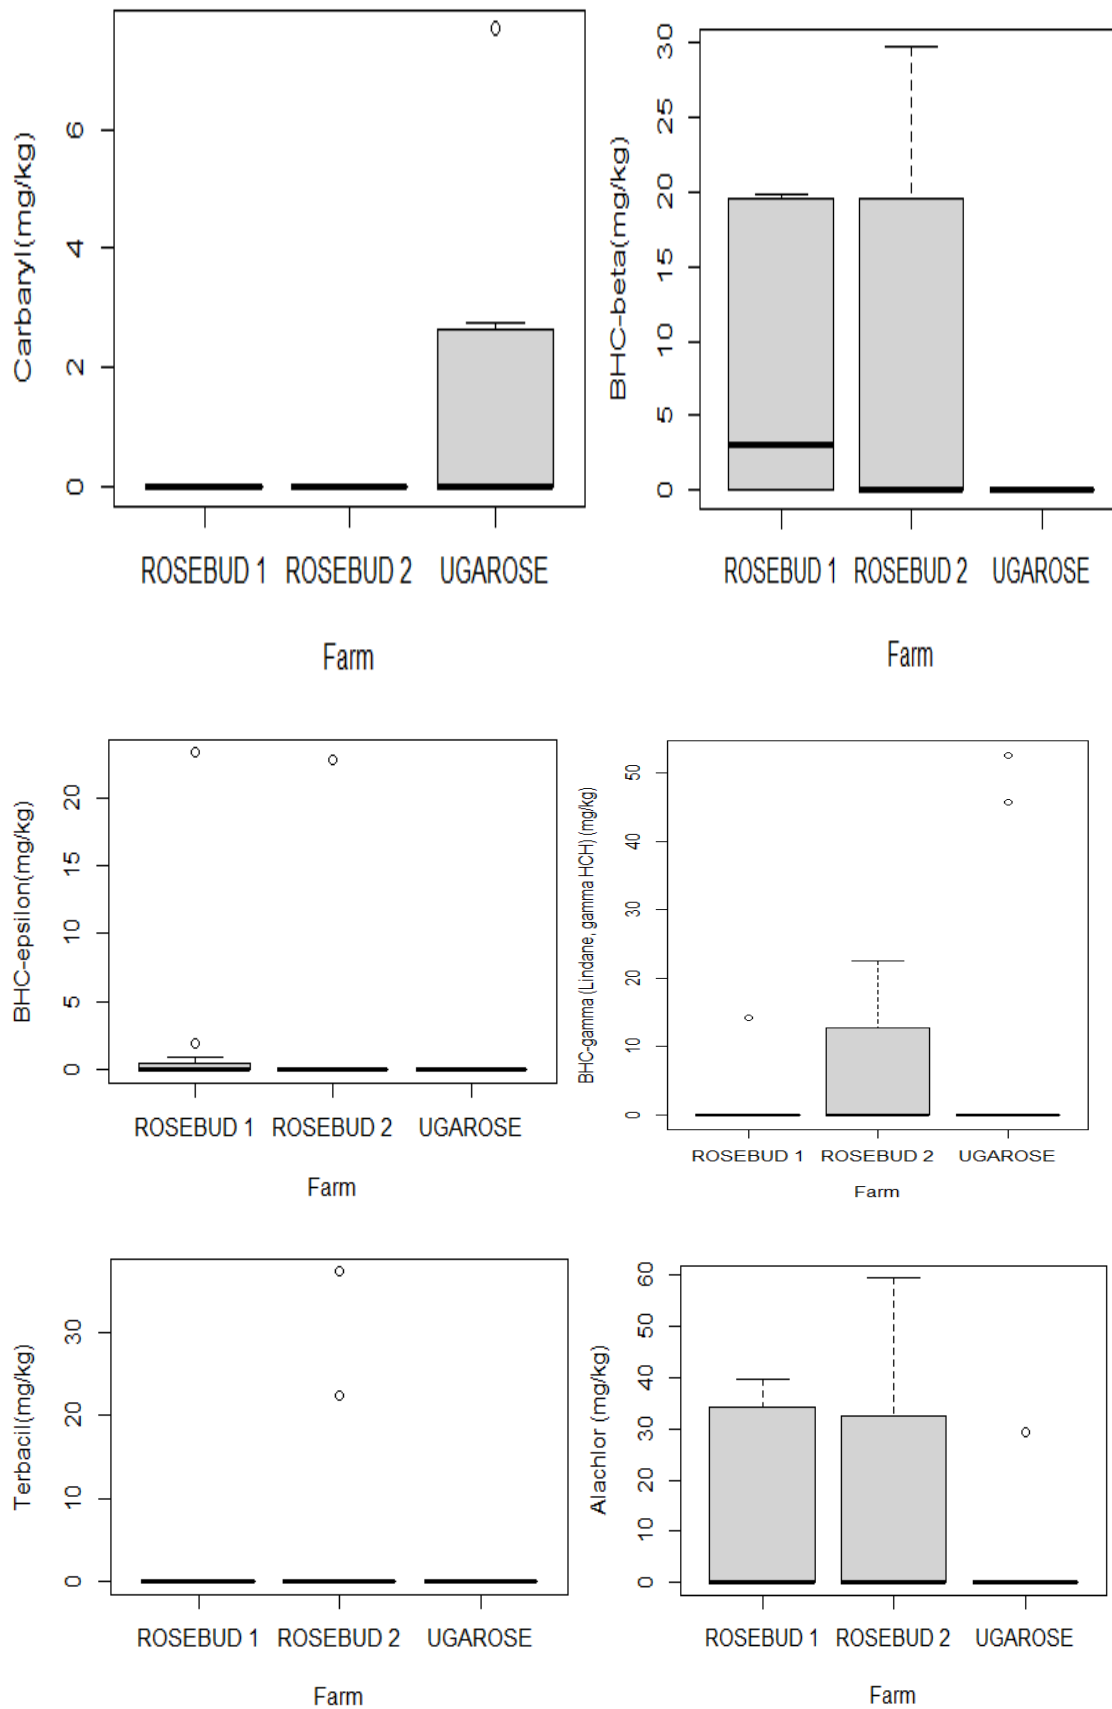 Carbaryl(mg/kg)
6
4
2
0
ROSEBUD 1 ROSEBUD 2 UGAROSE
Farm
BHC-beta(mg/kg)
30
25
20
15
10
5
0
ROSEBUD 1 ROSEBUD 2 UGAROSE
Farm
BHC-epsilon(mg/kg)
20
15
10
5
0
ROSEBUD 1 ROSEBUD 2 UGAROSE
Farm
BHC-gamma (Lindane, gamma HCH) (mg/kg)
50
40
30
20
10
0
ROSEBUD 1 ROSEBUD 2 UGAROSE
Farm
Terbacil(mg/kg)
30
20
10
0
ROSEBUD 1 ROSEBUD 2 UGAROSE
Farm
Alachlor (mg/kg)
60
50
40
30
20
10
0
ROSEBUD 1 ROSEBUD 2 UGAROSE
Farm